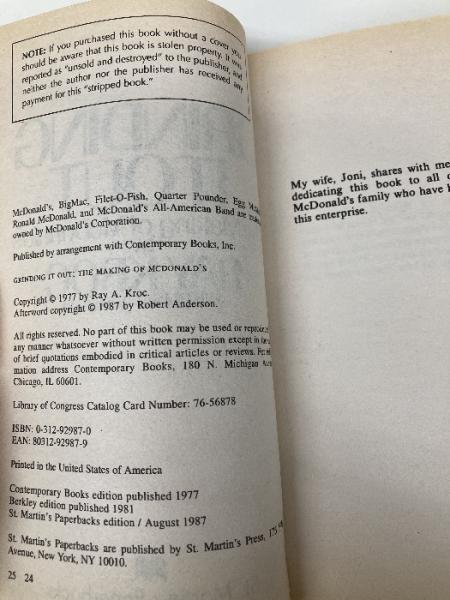 NOTE: If you purchased this book without a cover you
should be aware that this book is stolen property. It was
reported as "unsold and destroyed" to the publisher, and
neither the author nor the publisher has received any
payment for this "stripped book."
McDonald's, BigMac, Filet-O-Fish, Quarter Pounder, Egg
Ronald McDonald, and McDonald's All-American Band are
owned by McDonald's Corporation.
Published by arrangement with Contemporary Books, Inc.
GRINDING IT OUT: THE MAKING OF MCDONALD'S
Copyright © 1977 by Ray A. Kroc.
Afterword copyright © 1987 by Robert Anderson.
All rights reserved. No part of this book may be used or
any manner whatsoever without written permission except in
of brief quotations embodied in critical articles or reviews. For
mation address Contemporary Books, 180 N. Michigan
Chicago, IL 60601.
Library of Congress Catalog Card Number: 76-56878
ISBN: 0-312-92987-0
EAN: 80312-92987-9
Printed in the United States of America
Contemporary Books edition published 1977
Berkley edition published 1981
St. Martin's Paperbacks edition / August 1987
St. Martin's Paperbacks are published by St. Martin's Press, 175
Avenue, New York, NY 10010.
25 24
My wife, Joni, shares with me
dedicating this book to all
McDonald's family who have
this enterprise.